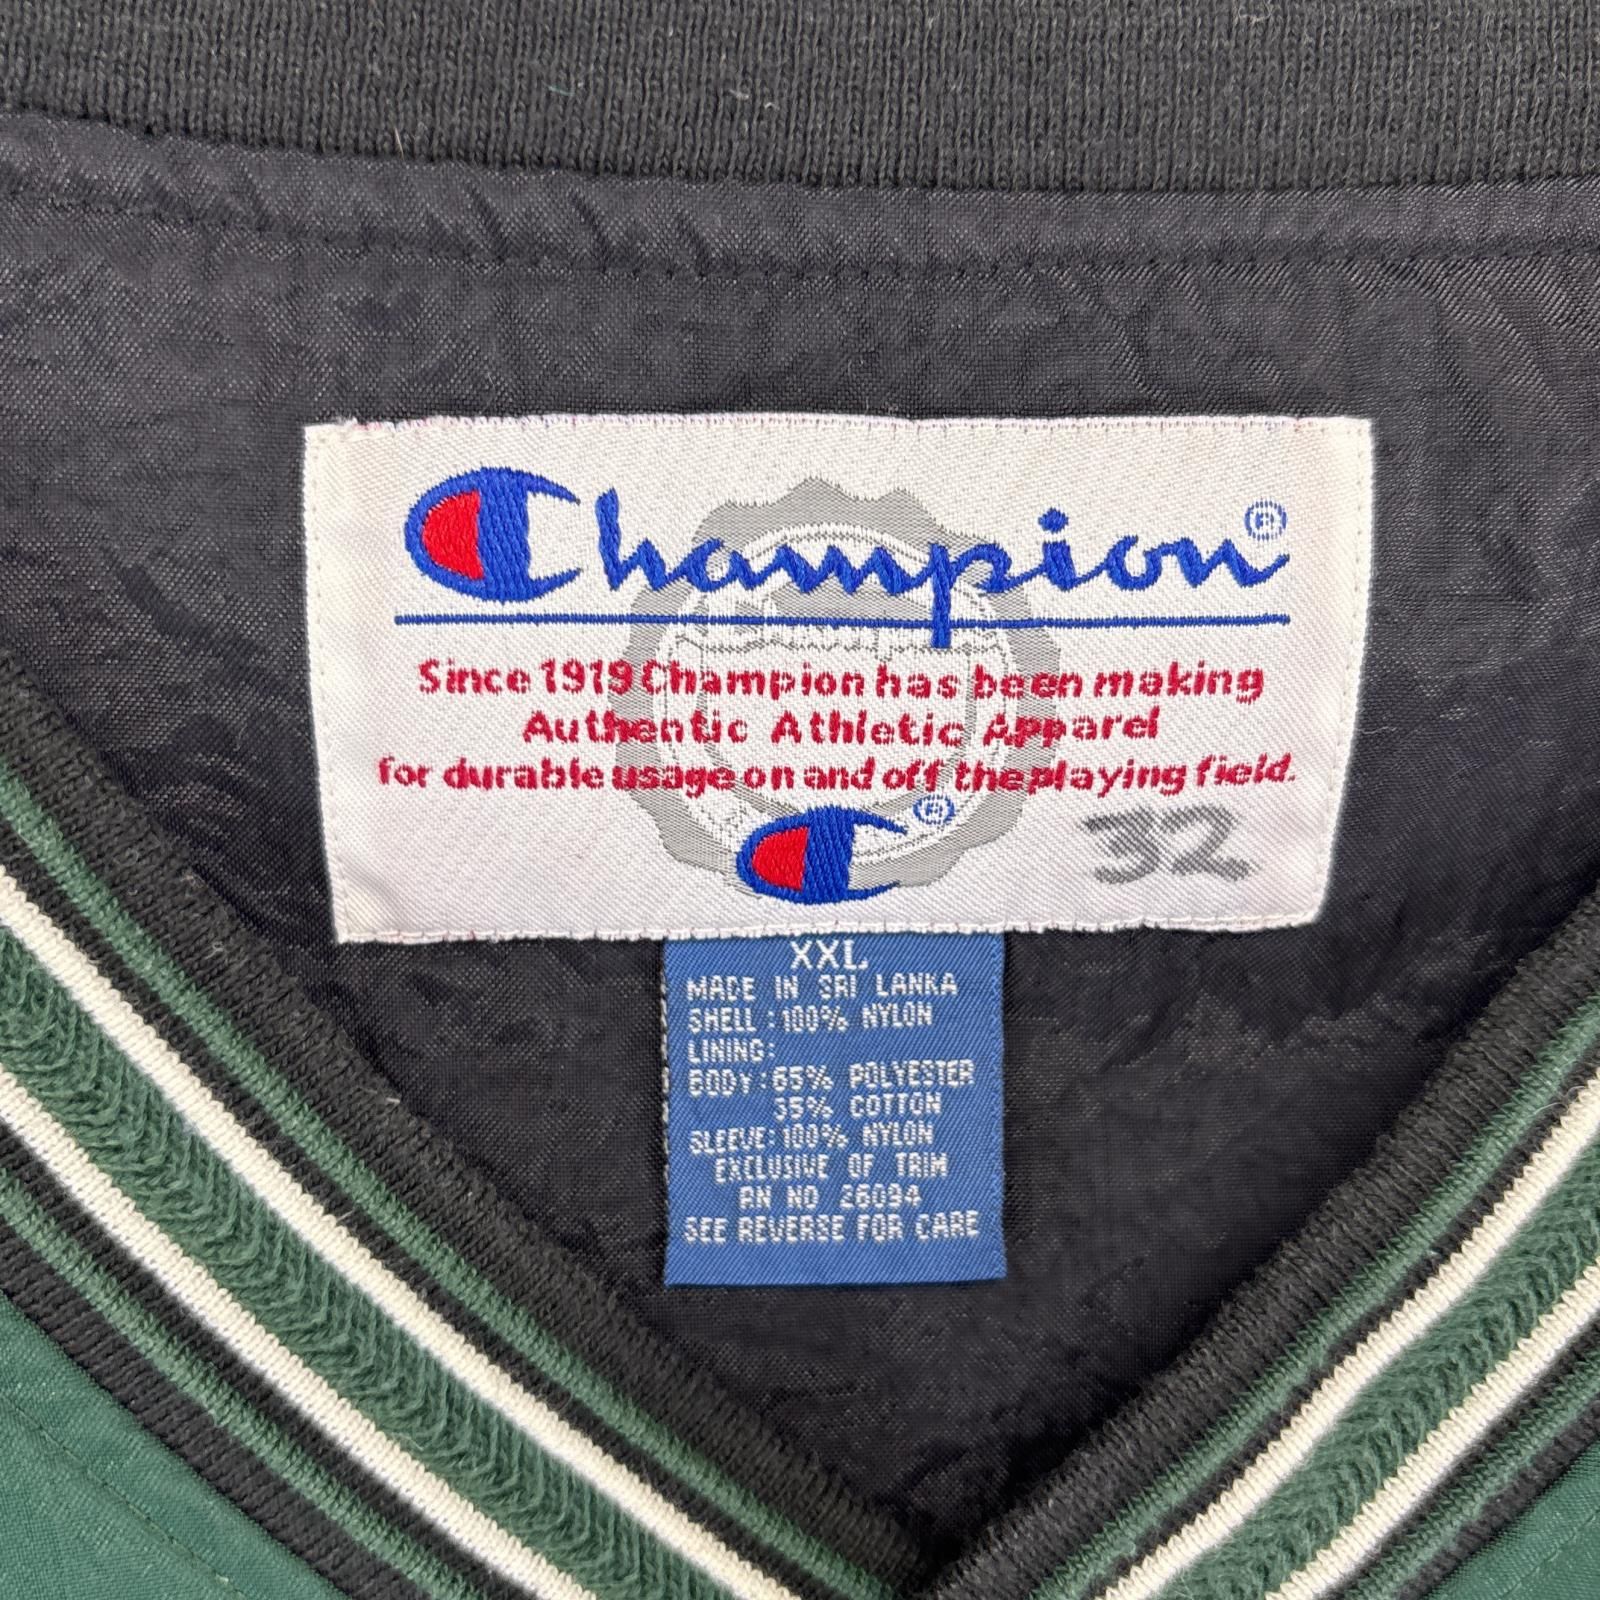 Champion®
Since 1919 Champion has been making
Authentic Athletic Apparel
for durable usage on and off the playing field.
®
32
XXL
MADE IN SRI LANKA
SHELL : 100% NYLON
LINING:
BODY : 65% POLYESTER
35% COTTON
SLEEVE: 100% NYLON
EXCLUSIVE OF TRIM
RN NO 26094
SEE REVERSE FOR CARE